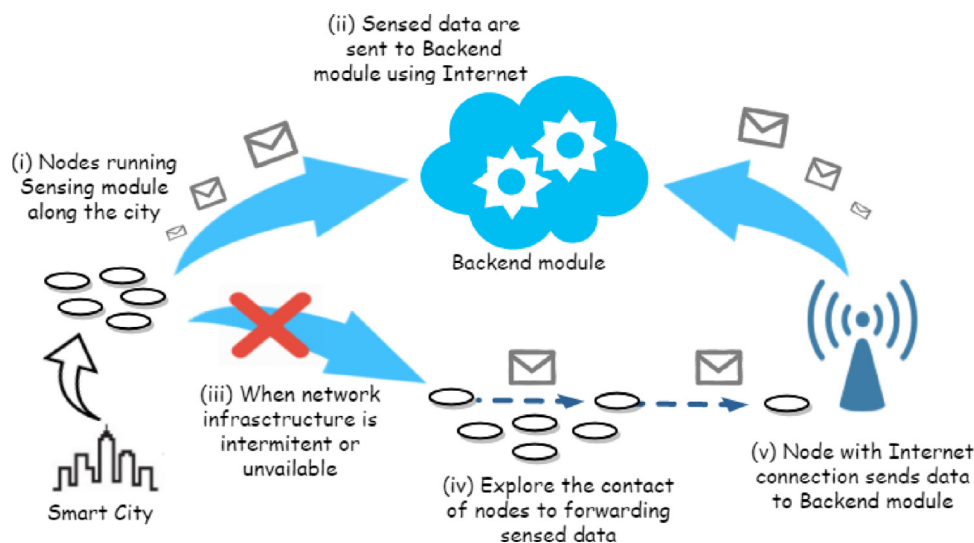 (ii) Sensed data are
sent to Backend
module using Internet
(i) Nodes running
Sensing module
along the city
Backend module
(iii) When network
infrasctructure is
intermitent or
unvailable
Smart City
(iv) Explore the contact
of nodes to forwarding
sensed data
(v) Node with Internet
connection sends data
to Backend module